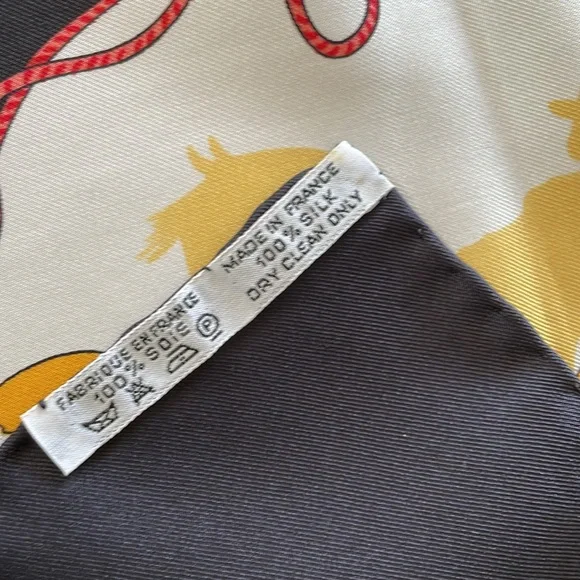 FABRIQUE EN FRANCE
100% SOIE
P
MADE IN FRANCE
100% SILK
DRY CLEAN ONLY